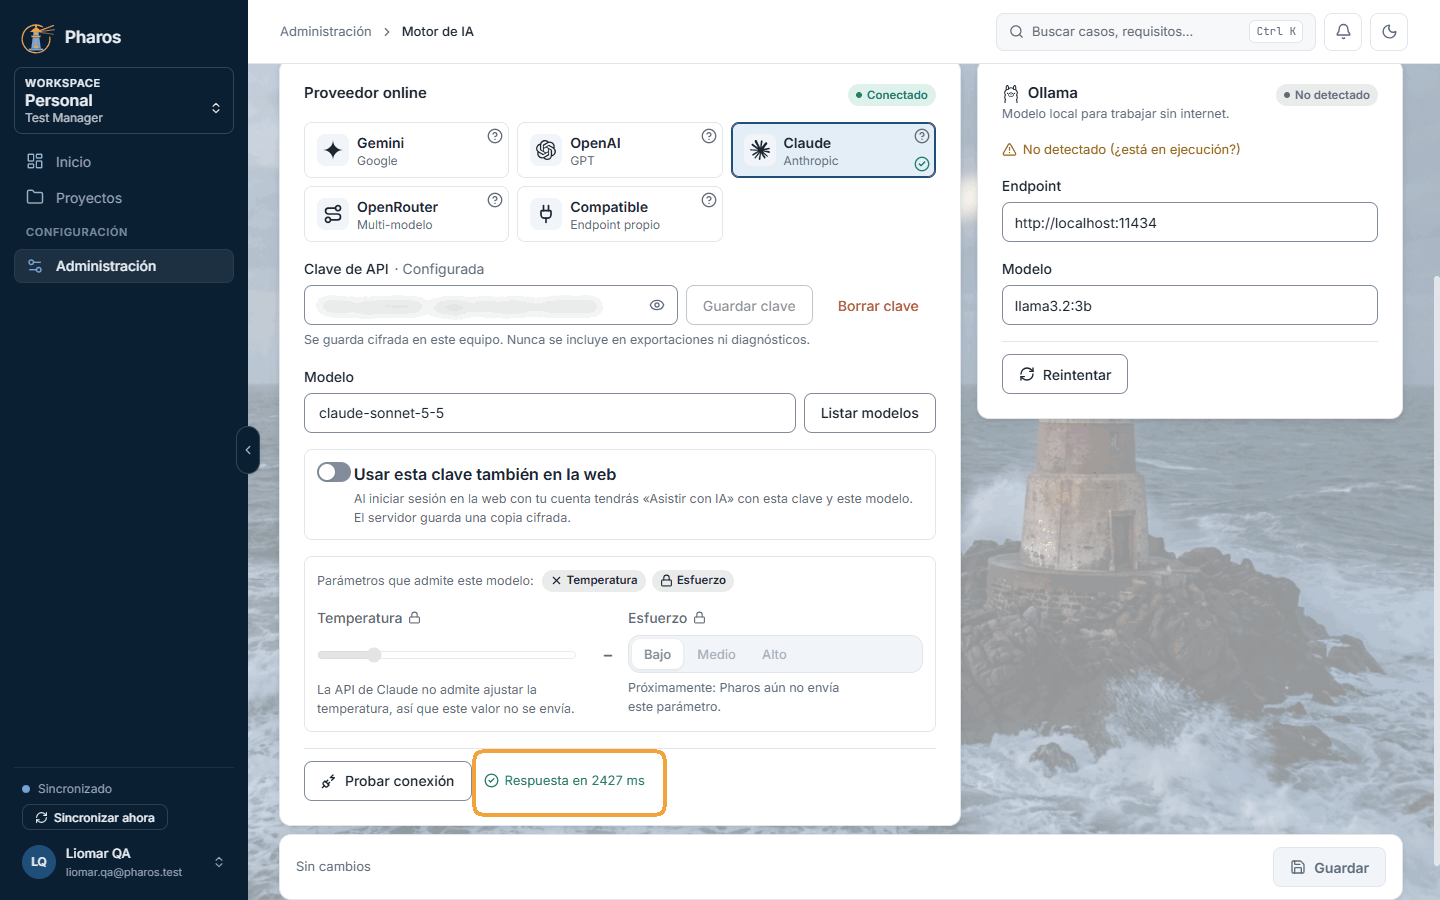 Pharos
WORKSPACE
Personal
Test Manager
Inicio
Proyectos
CONFIGURACIÓN
Administración
Sincronizado
Sincronizar ahora
LQ
Liomar QA
liomar.qa@pharos.test
Administración > Motor de IA
Buscar casos, requisitos...
Ctrl K
Proveedor online
Conectado
Gemini
Google
OpenAI
GPT
Claude
Anthropic
OpenRouter
Multi-modelo
Compatible
Endpoint propio
Clave de API · Configurada
Guardar clave
Borrar clave
Se guarda cifrada en este equipo. Nunca se incluye en exportaciones ni diagnósticos.
Modelo
claude-sonnet-5-5
Listar modelos
Usar esta clave también en la web
Al iniciar sesión en la web con tu cuenta tendrás «Asistir con IA» con esta clave y este modelo.
El servidor guarda una copia cifrada.
Parámetros que admite este modelo:
Temperatura
Esfuerzo
Temperatura
–
La API de Claude no admite ajustar la
temperatura, así que este valor no se envía.
Esfuerzo
Bajo
Medio
Alto
Próximamente: Pharos aún no envía
este parámetro.
Probar conexión
Respuesta en 2427 ms
Ollama
No detectado
Modelo local para trabajar sin internet.
No detectado (¿está en ejecución?)
Endpoint
http://localhost:11434
Modelo
llama3.2:3b
Reintentar
Sin cambios
Guardar